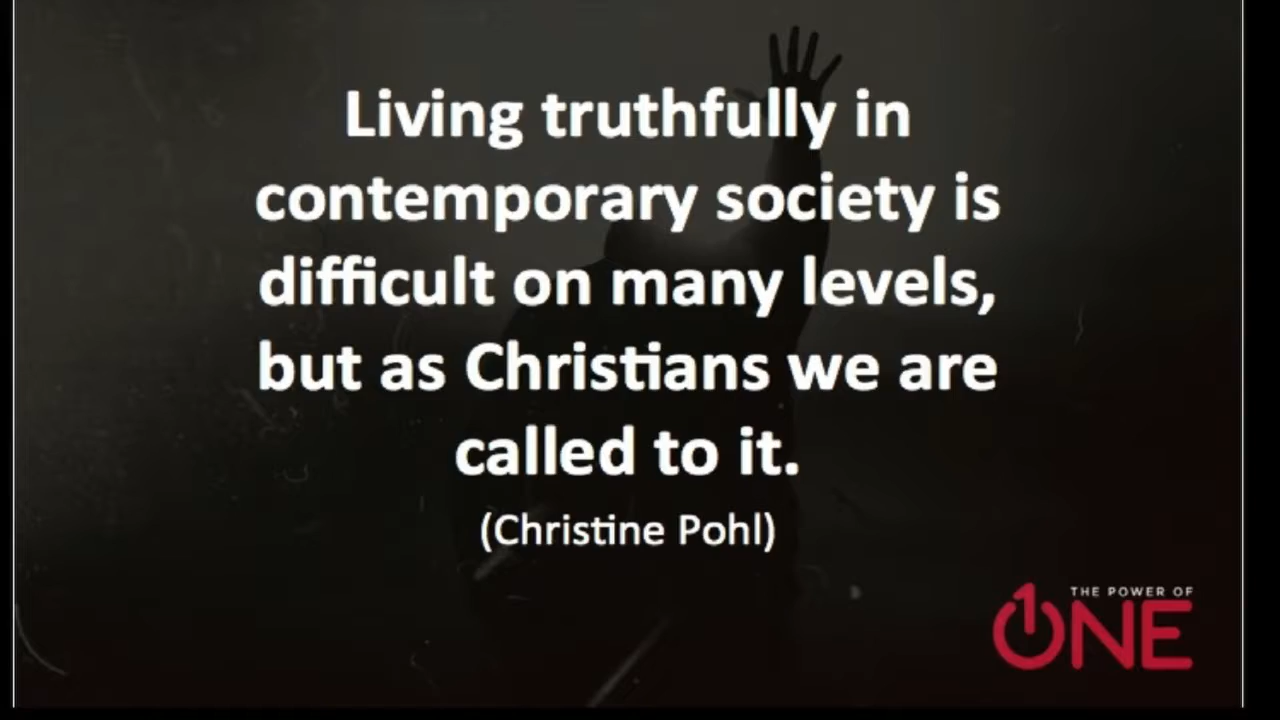 Living truthfully in
contemporary society is
difficult on many levels,
but as Christians we are
called to it.
(Christine Pohl)
THE POWER OF
ONE